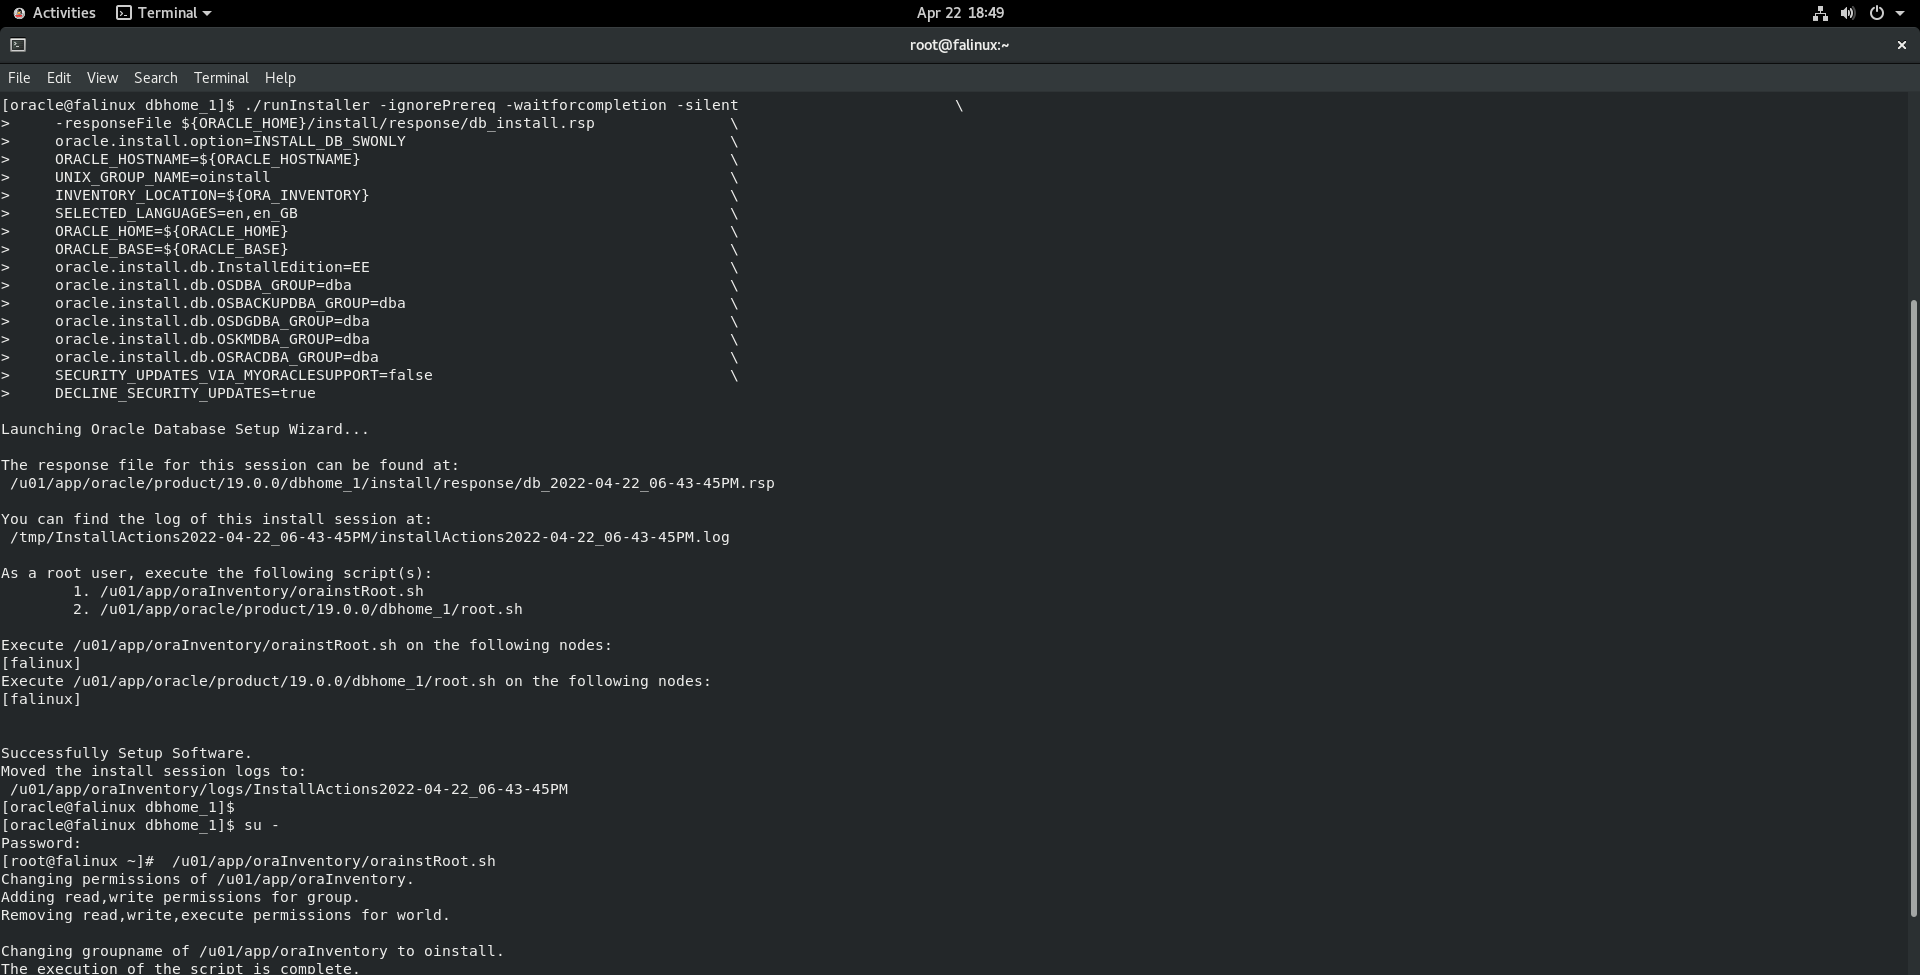 Activities Terminal Apr 22 18:49
root@falinux:~
File Edit View Search Terminal Help
[oracle@falinux dbhome_1]$ ./runInstaller -ignorePrereq -waitforcompletion -silent                        \
>     -responseFile ${ORACLE_HOME}/install/response/db_install.rsp               \
>     oracle.install.option=INSTALL_DB_SWONLY                                    \
>     ORACLE_HOSTNAME=${ORACLE_HOSTNAME}                                         \
>     UNIX_GROUP_NAME=oinstall                                                   \
>     INVENTORY_LOCATION=${ORA_INVENTORY}                                        \
>     SELECTED_LANGUAGES=en,en_GB                                                \
>     ORACLE_HOME=${ORACLE_HOME}                                                 \
>     ORACLE_BASE=${ORACLE_BASE}                                                 \
>     oracle.install.db.InstallEdition=EE                                        \
>     oracle.install.db.OSDBA_GROUP=dba                                          \
>     oracle.install.db.OSBACKUPDBA_GROUP=dba                                    \
>     oracle.install.db.OSDGDBA_GROUP=dba                                        \
>     oracle.install.db.OSKMDBA_GROUP=dba                                        \
>     oracle.install.db.OSRACDBA_GROUP=dba                                       \
>     SECURITY_UPDATES_VIA_MYORACLESUPPORT=false                                 \
>     DECLINE_SECURITY_UPDATES=true
Launching Oracle Database Setup Wizard...
The response file for this session can be found at:
 /u01/app/oracle/product/19.0.0/dbhome_1/install/response/db_2022-04-22_06-43-45PM.rsp
You can find the log of this install session at:
 /tmp/InstallActions2022-04-22_06-43-45PM/installActions2022-04-22_06-43-45PM.log
As a root user, execute the following script(s):
        1. /u01/app/oraInventory/orainstRoot.sh
        2. /u01/app/oracle/product/19.0.0/dbhome_1/root.sh
Execute /u01/app/oraInventory/orainstRoot.sh on the following nodes:
[falinux]
Execute /u01/app/oracle/product/19.0.0/dbhome_1/root.sh on the following nodes:
[falinux]
Successfully Setup Software.
Moved the install session logs to:
 /u01/app/oraInventory/logs/InstallActions2022-04-22_06-43-45PM
[oracle@falinux dbhome_1]$
[oracle@falinux dbhome_1]$ su -
Password:
[root@falinux ~]#  /u01/app/oraInventory/orainstRoot.sh
Changing permissions of /u01/app/oraInventory.
Adding read,write permissions for group.
Removing read,write,execute permissions for world.
Changing groupname of /u01/app/oraInventory to oinstall.
The execution of the script is complete.